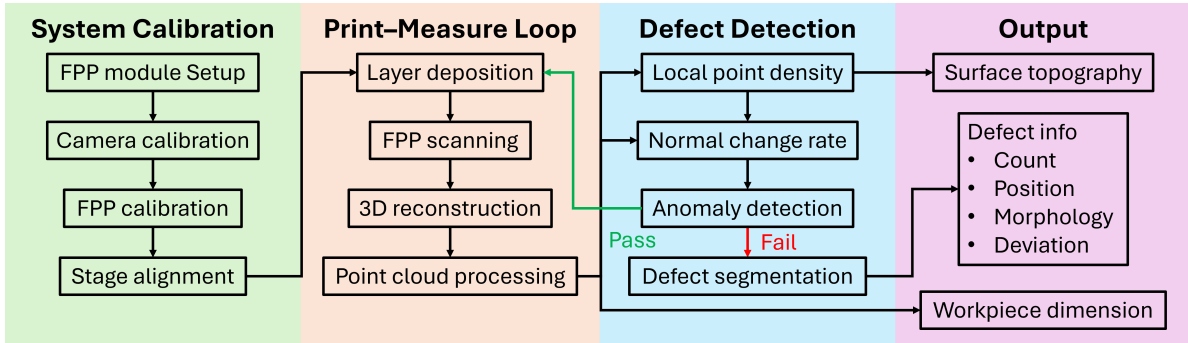 System Calibration
FPP module Setup
Camera calibration
FPP calibration
Stage alignment
Print–Measure Loop
Layer deposition
FPP scanning
3D reconstruction
Point cloud processing
Defect Detection
Local point density
Normal change rate
Anomaly detection
Pass
Fail
Defect segmentation
Output
Surface topography
Defect info
• Count
• Position
• Morphology
• Deviation
Workpiece dimension